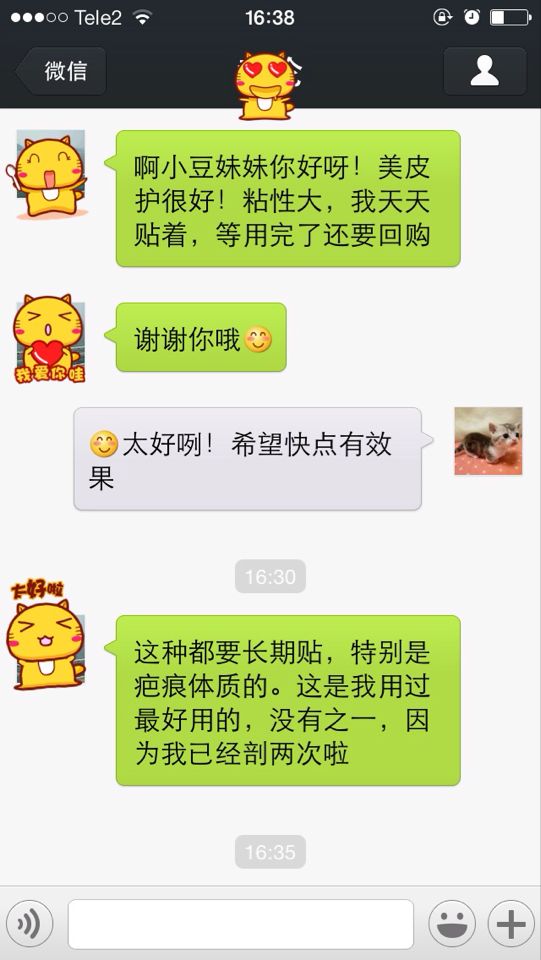 Tele2
16:38
微信
啊小豆妹妹你好呀！美皮
护很好！粘性大，我天天
贴着，等用完了还要回购
谢谢你哦
我爱你哇
太好咧！希望快点有效
果
16:30
太好啦
这种都要长期贴，特别是
疤痕体质的。这是我用过
最好用的，没有之一，因
为我已经剖两次啦
16:35